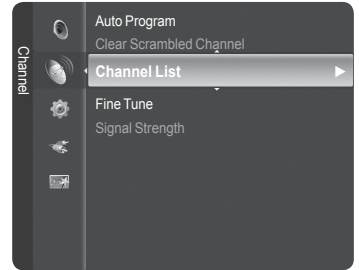 Channel
Auto Program
Clear Scrambled Channel
Channel List
Fine Tune
Signal Strength